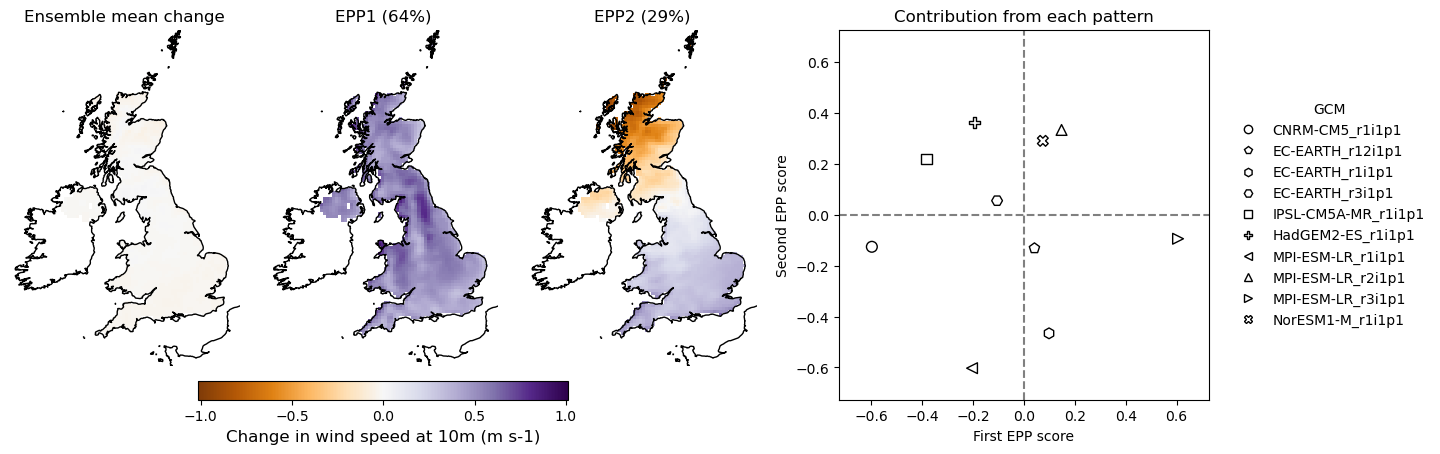 Ensemble mean change
EPP1 (64%)
EPP2 (29%)
Contribution from each pattern
−1.0
−0.5
0.0
0.5
1.0
Change in wind speed at 10m (m s-1)
Second EPP score
0.6
0.4
0.2
0.0
−0.2
−0.4
−0.6
−0.6
−0.4
−0.2
0.0
0.2
0.4
0.6
First EPP score
GCM
CNRM-CM5_r1i1p1
EC-EARTH_r12i1p1
EC-EARTH_r1i1p1
EC-EARTH_r3i1p1
IPSL-CM5A-MR_r1i1p1
HadGEM2-ES_r1i1p1
MPI-ESM-LR_r1i1p1
MPI-ESM-LR_r2i1p1
MPI-ESM-LR_r3i1p1
NorESM1-M_r1i1p1